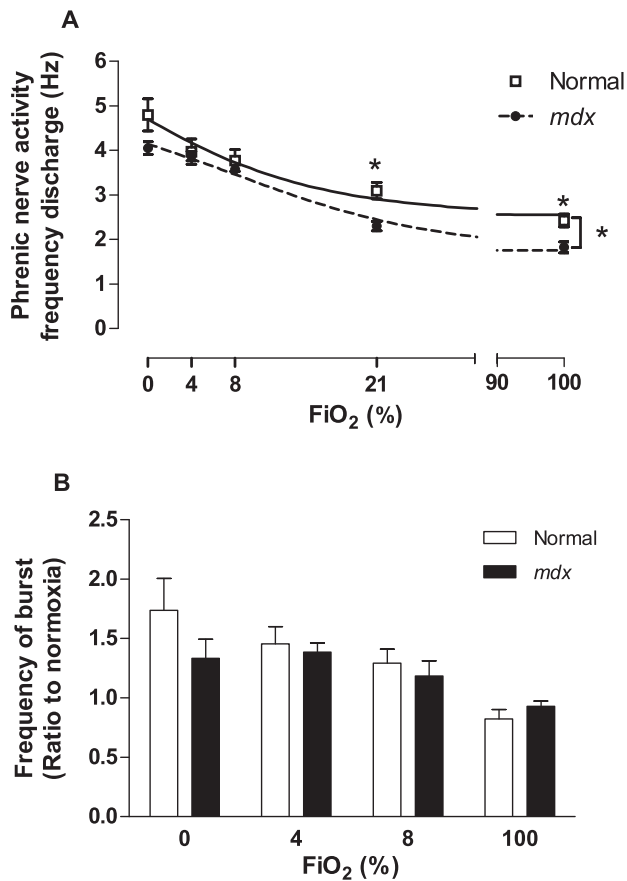 A
Phrenic nerve activity
frequency discharge (Hz)
6
5
4
3
2
1
0
Normal
mdx
*
*
*
0 4 8 21 90 100
FiO2 (%)
B
Frequency of burst
(Ratio to normoxia)
2.5
2.0
1.5
1.0
0.5
0.0
Normal
mdx
0 4 8 100
FiO2 (%)